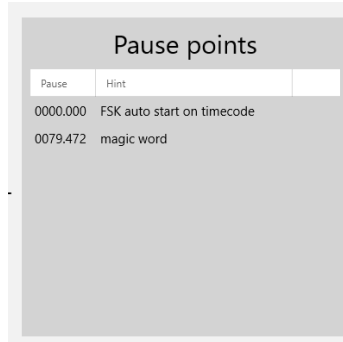 Pause points
Pause Hint
0000.000 FSK auto start on timecode
0079.472 magic word